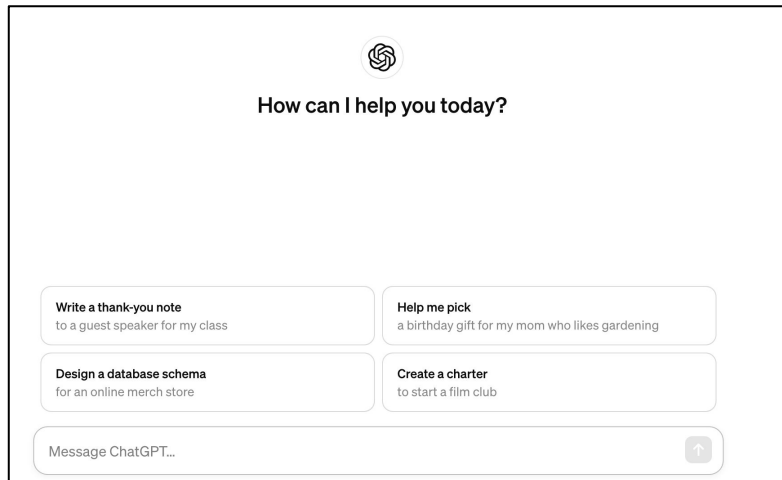 How can I help you today?
Write a thank-you note
to a guest speaker for my class
Help me pick
a birthday gift for my mom who likes gardening
Design a database schema
for an online merch store
Create a charter
to start a film club
Message ChatGPT...